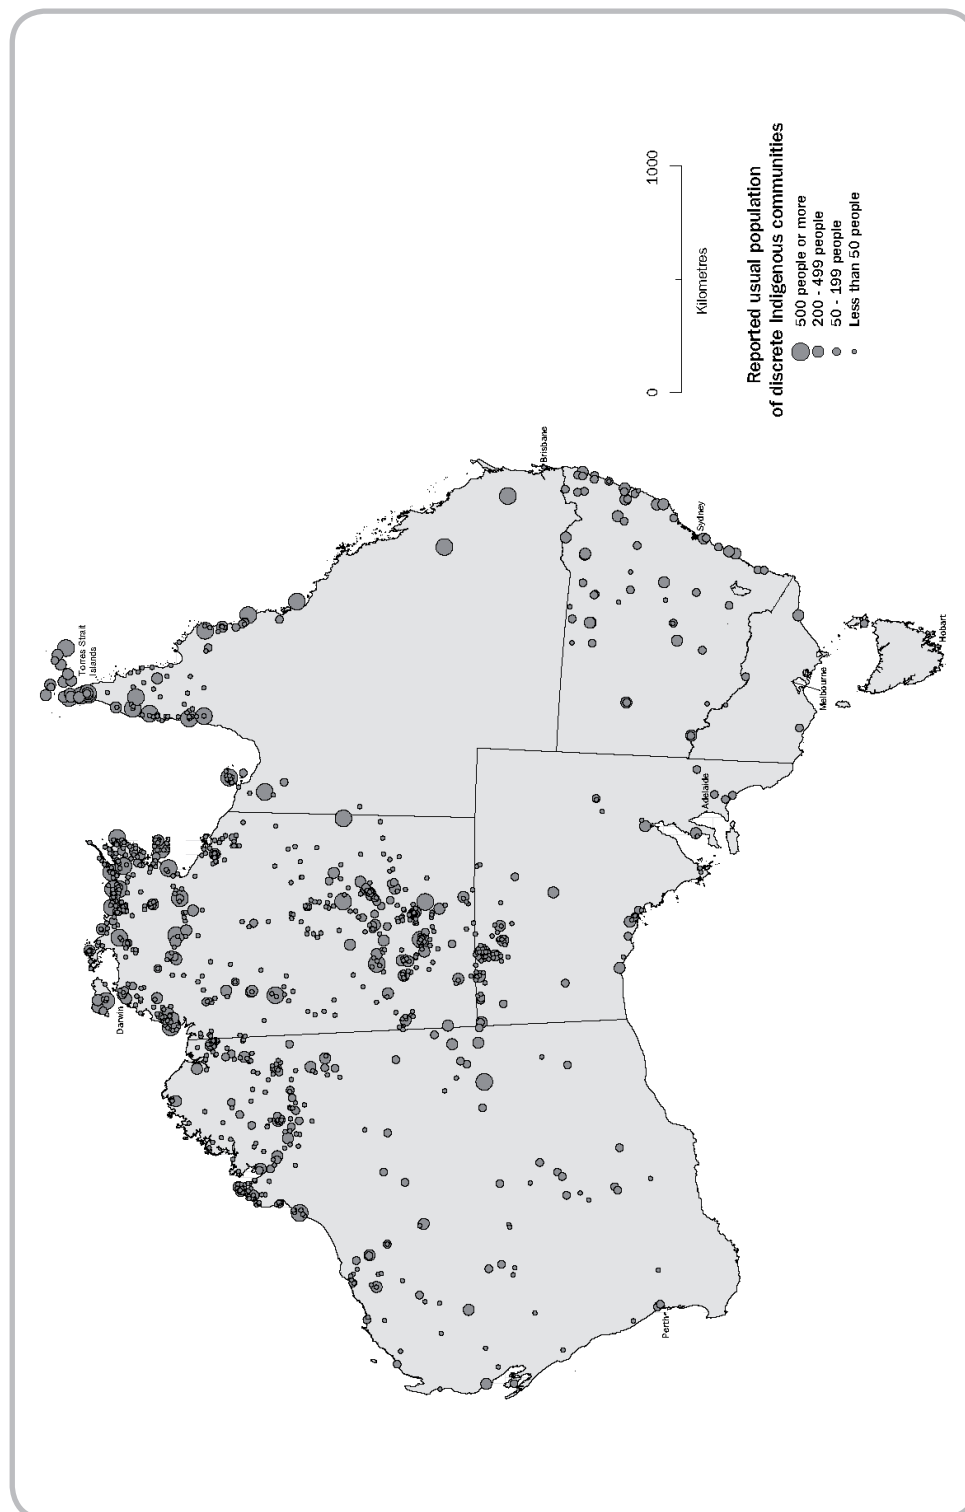 Torres Strait
Islands
Darwin
Brisbane
Sydney
Perth
Adelaide
Melbourne
Hobart
0
1000
Kilometres
Reported usual population
of discrete Indigenous communities
500 people or more
200 - 499 people
50 - 199 people
Less than 50 people